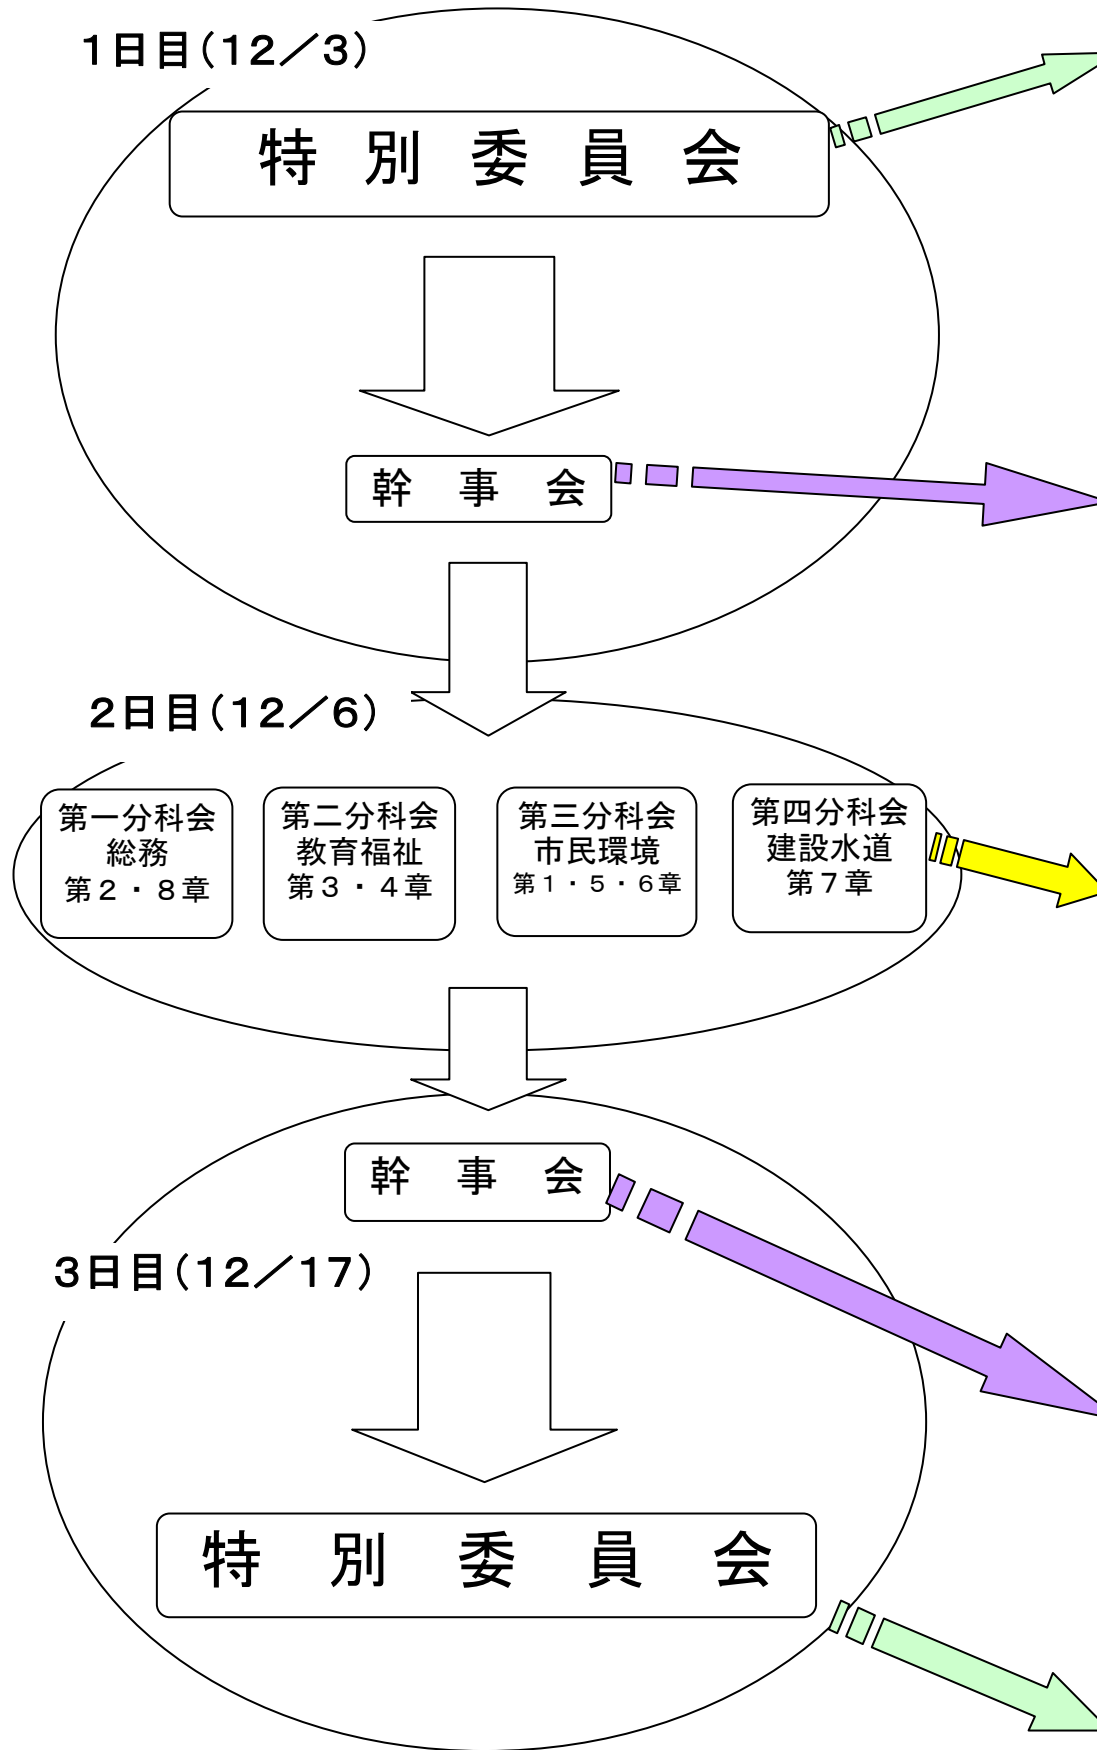 １日目（１２／３）
特別委員会
幹事会
２日目（１２／６）
第一分科会
総務
第２・８章
第二分科会
教育福祉
第３・４章
第三分科会
市民環境
第１・５・６章
第四分科会
建設水道
第７章
幹事会
３日目（１２／１７）
特別委員会